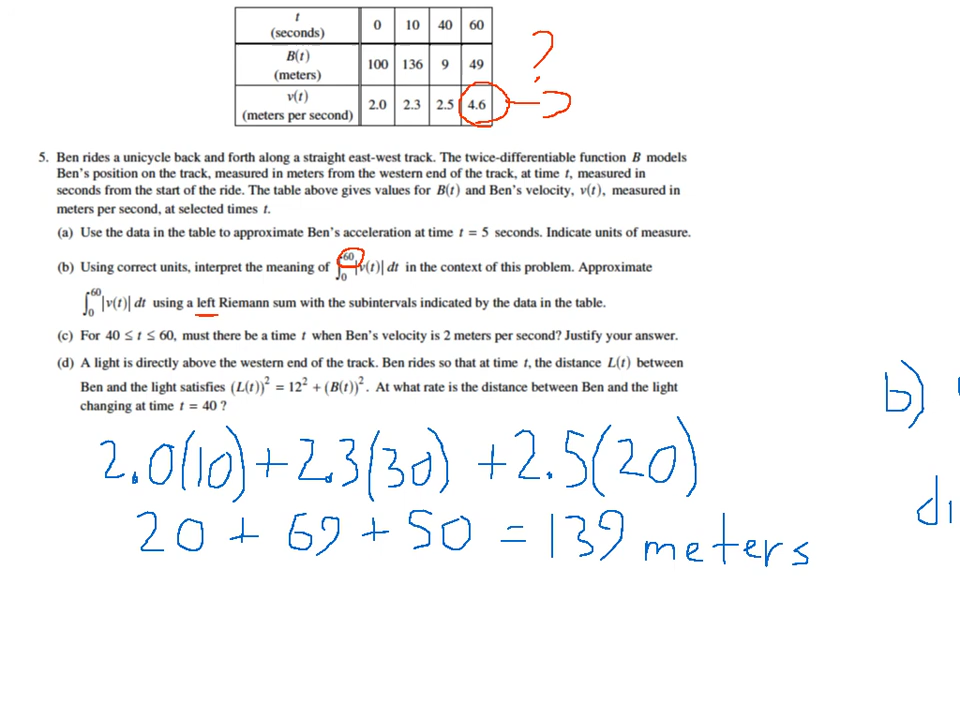 t (seconds) 0 10 40 60
B(t) (meters) 100 136 9 49
v(t) (meters per second) 2.0 2.3 2.5 4.6
?
5. Ben rides a unicycle back and forth along a straight east-west track. The twice-differentiable function B models
Ben's position on the track, measured in meters from the western end of the track, at time t, measured in
seconds from the start of the ride. The table above gives values for B(t) and Ben's velocity, v(t), measured in
meters per second, at selected times t.
(a) Use the data in the table to approximate Ben's acceleration at time t = 5 seconds. Indicate units of measure.
(b) Using correct units, interpret the meaning of ∫₀⁶⁰ |v(t)| dt in the context of this problem. Approximate
∫₀⁶⁰ |v(t)| dt using a left Riemann sum with the subintervals indicated by the data in the table.
(c) For 40 ≤ t ≤ 60, must there be a time t when Ben's velocity is 2 meters per second? Justify your answer.
(d) A light is directly above the western end of the track. Ben rides so that at time t, the distance L(t) between
Ben and the light satisfies (L(t))² = 12² + (B(t))². At what rate is the distance between Ben and the light
changing at time t = 40 ?
b)
2.0(10) + 2.3(30) + 2.5(20)
di
20 + 69 + 50 = 139 meters